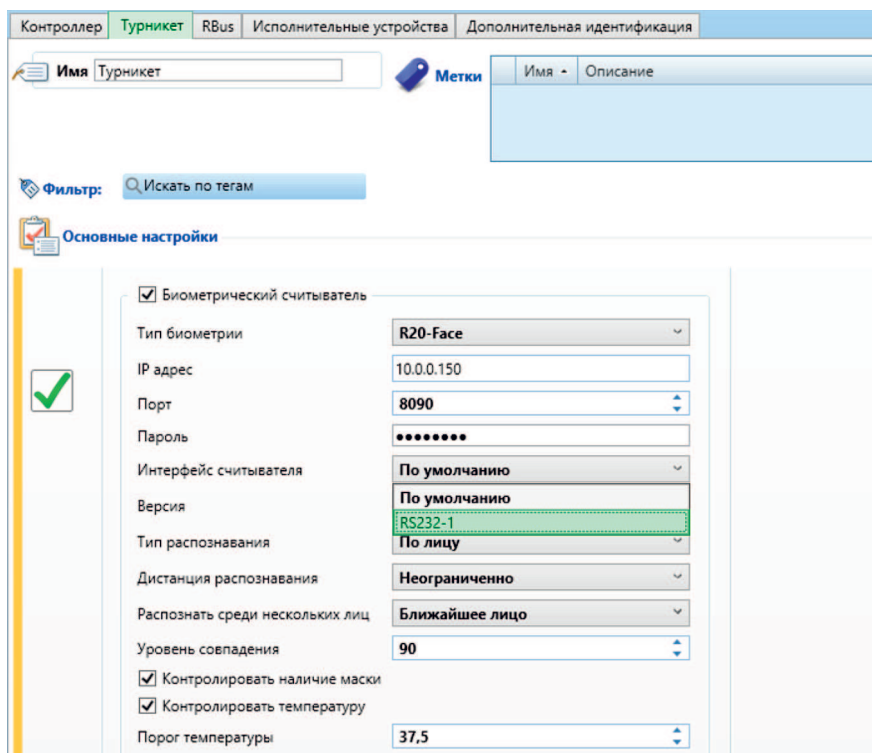 Контроллер Турникет RBus Исполнительные устройства Дополнительная идентификация
Имя Турникет Метки Имя Описание
Фильтр: Искать по тегам
Основные настройки
Биометрический считыватель
Тип биометрии R20-Face
IP адрес 10.0.0.150
Порт 8090
Пароль ••••••••
Интерфейс считывателя По умолчанию
По умолчанию
Версия
RS232-1
Тип распознавания По лицу
Дистанция распознавания Неограниченно
Распознать среди нескольких лиц Ближайшее лицо
Уровень совпадения 90
Контролировать наличие маски
Контролировать температуру
Порог температуры 37,5